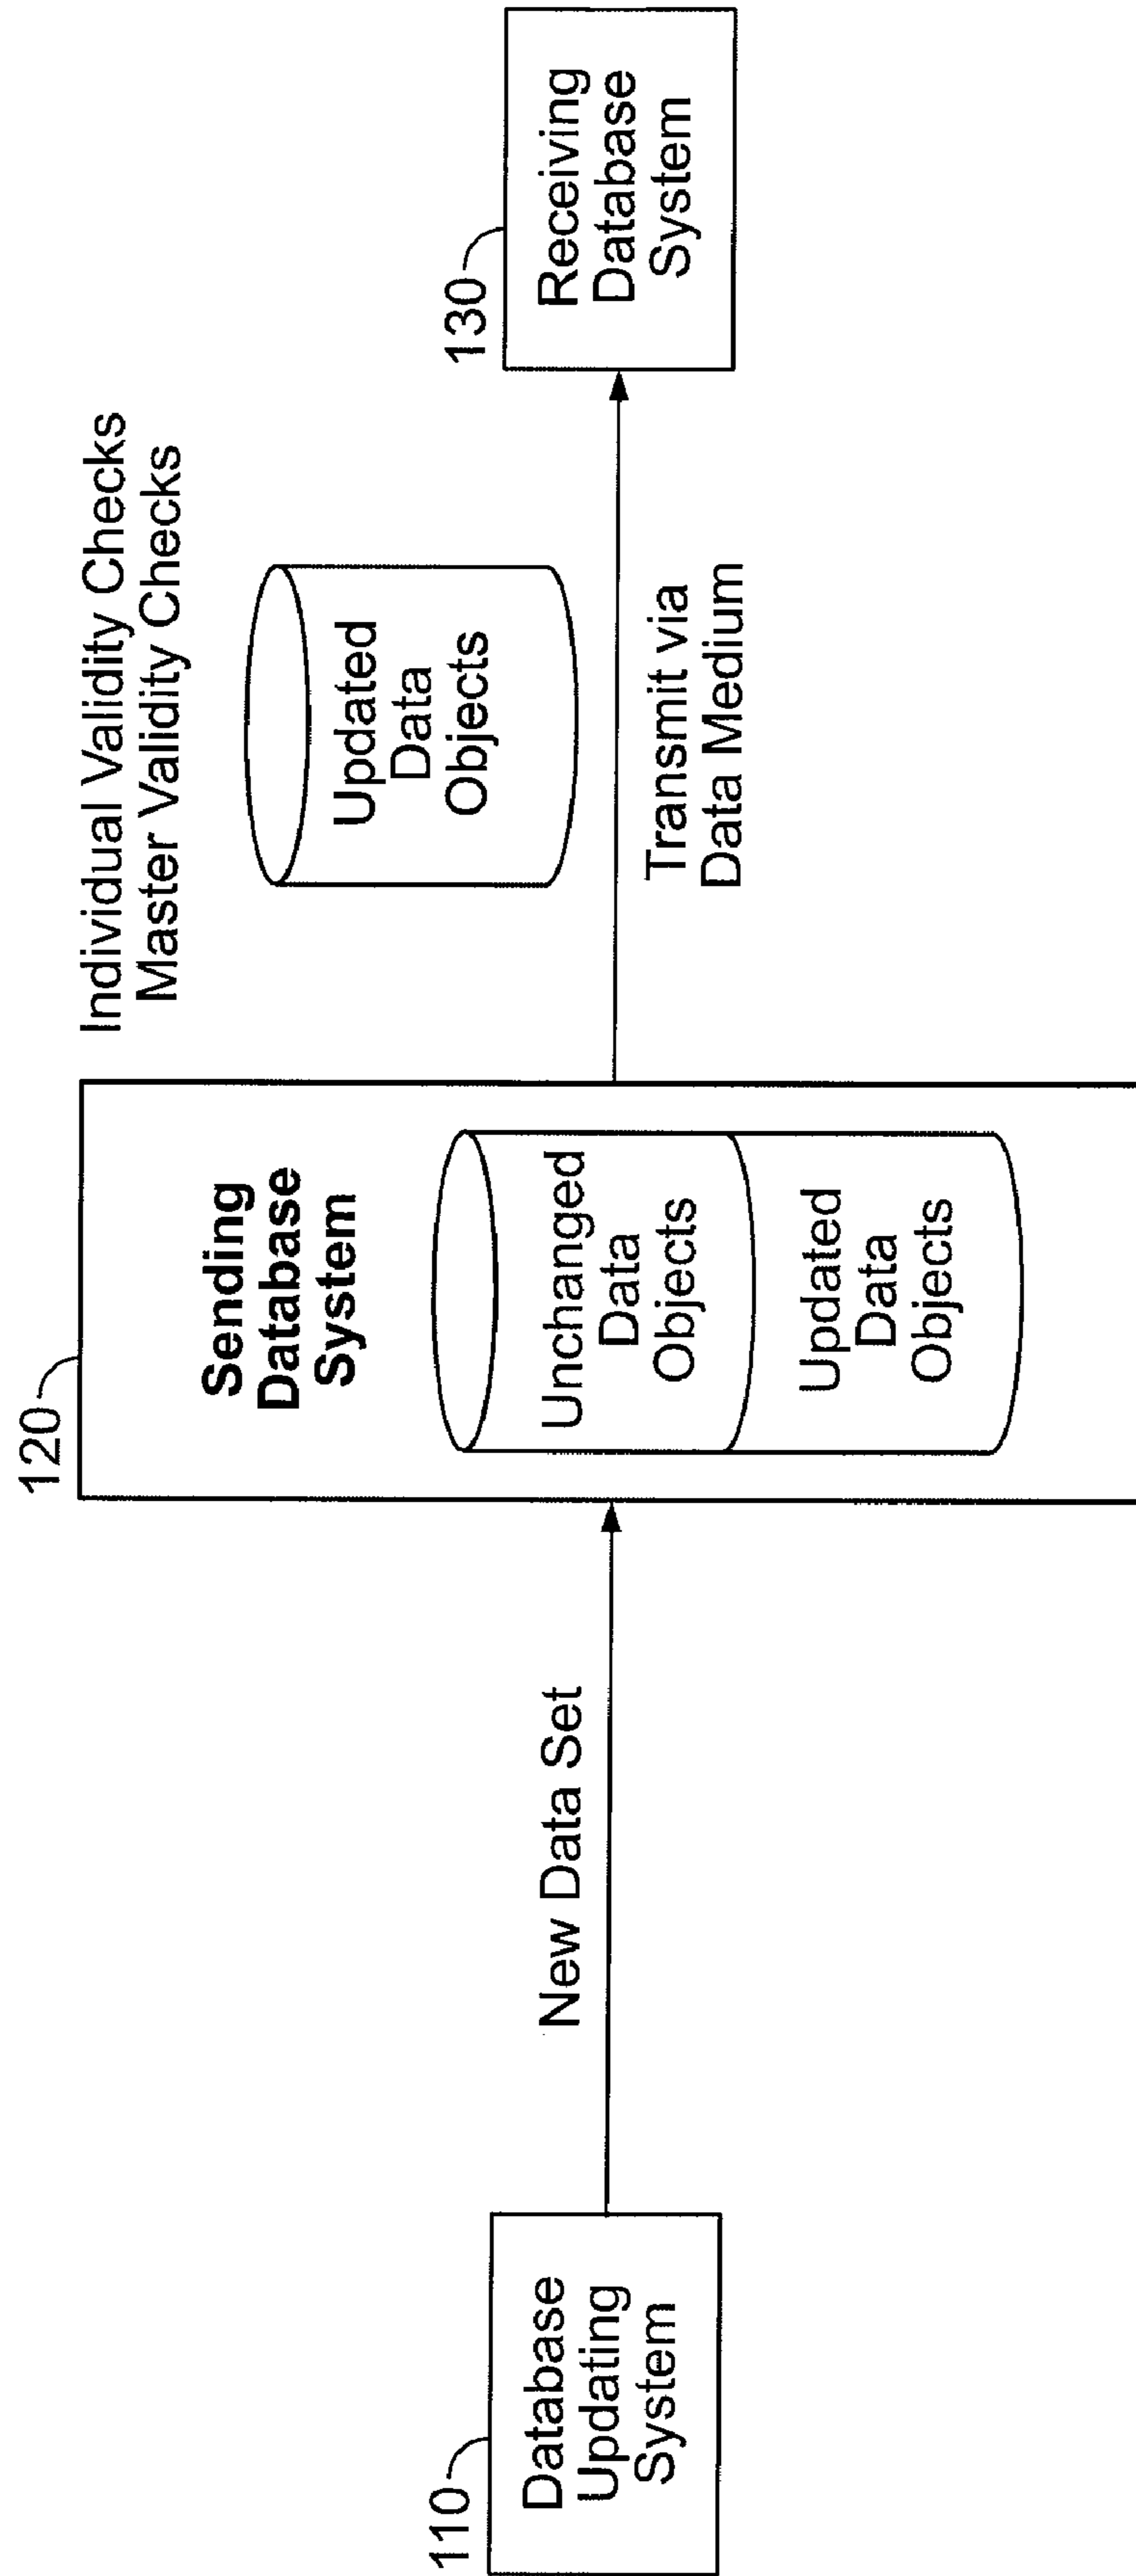 110
Database
Updating
System
New Data Set
120
Sending
Database
System
Unchanged
Data
Objects
Updated
Data
Objects
Individual Validity Checks
Master Validity Checks
Updated
Data
Objects
Transmit via
Data Medium
130
Receiving
Database
System